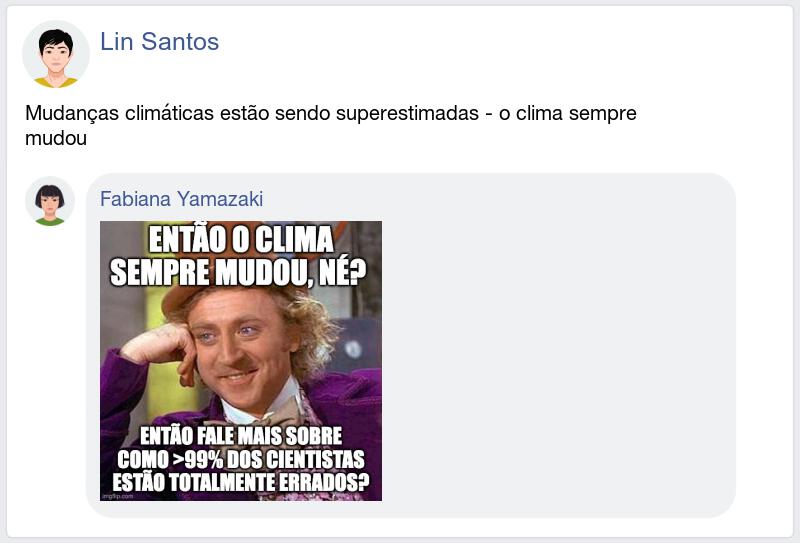 Lin Santos
Mudanças climáticas estão sendo superestimadas - o clima sempre
mudou
Fabiana Yamazaki
ENTÃO O CLIMA
SEMPRE MUDOU, NÉ?
ENTÃO FALE MAIS SOBRE
COMO >99% DOS CIENTISTAS
ESTÃO TOTALMENTE ERRADOS?
imgflip.com